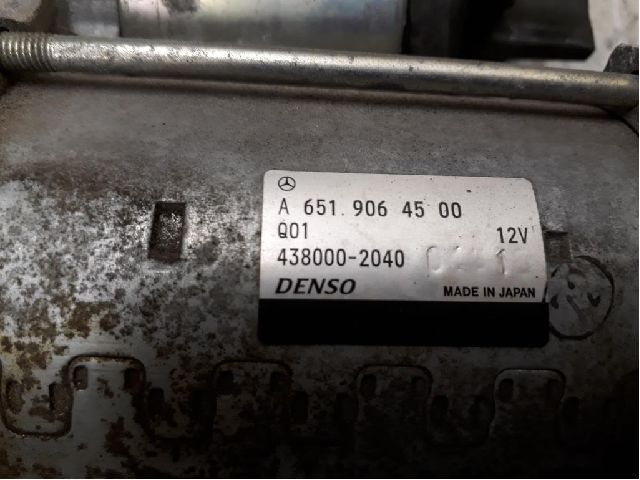 A 651 906 45 00
Q01 12V
438000-2040
DENSO MADE IN JAPAN